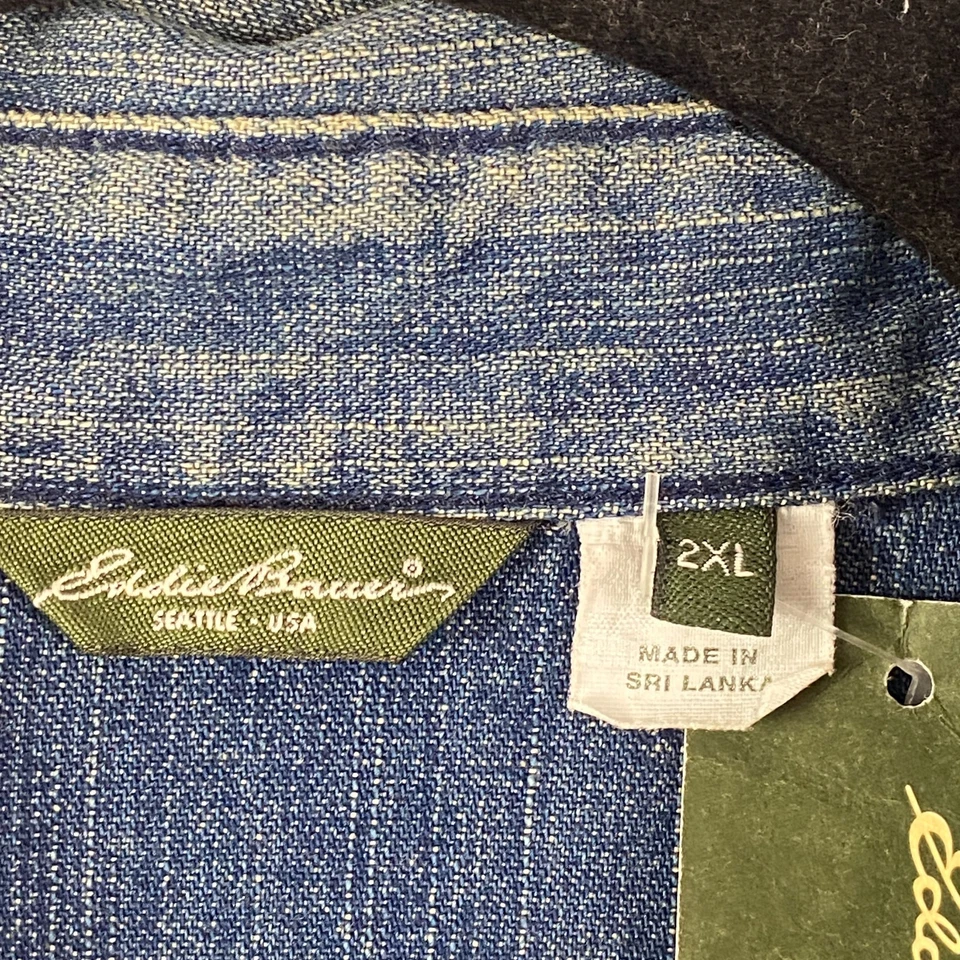 Eddie Bauer®
SEATTLE • USA
2XL
MADE IN
SRI LANKA